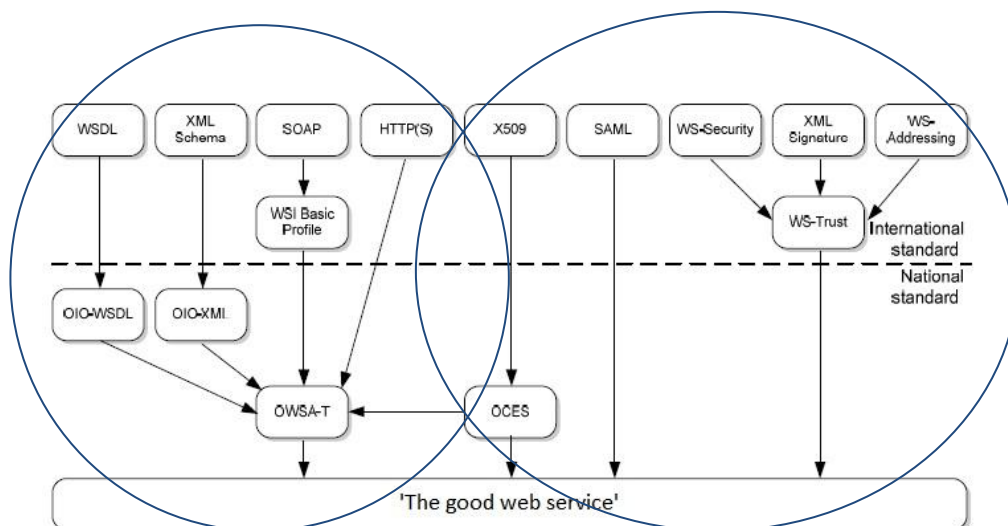 WSDL
XML
Schema
SOAP
HTTP(S)
X509
SAML
WS-Security
XML
Signature
WS-
Addressing
WSI Basic
Profile
WS-Trust
International
standard
National
standard
OIO-WSDL
OIO-XML
OWSA-T
OCES
'The good web service'